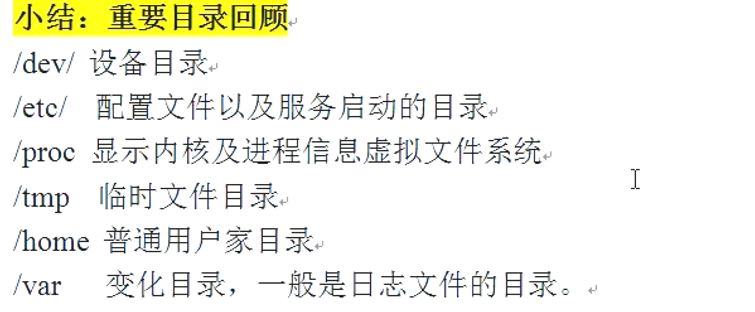 小结：重要目录回顾
/dev/ 设备目录
/etc/ 配置文件以及服务启动的目录
/proc 显示内核及进程信息虚拟文件系统
/tmp 临时文件目录
/home 普通用户家目录
/var 变化目录，一般是日志文件的目录。